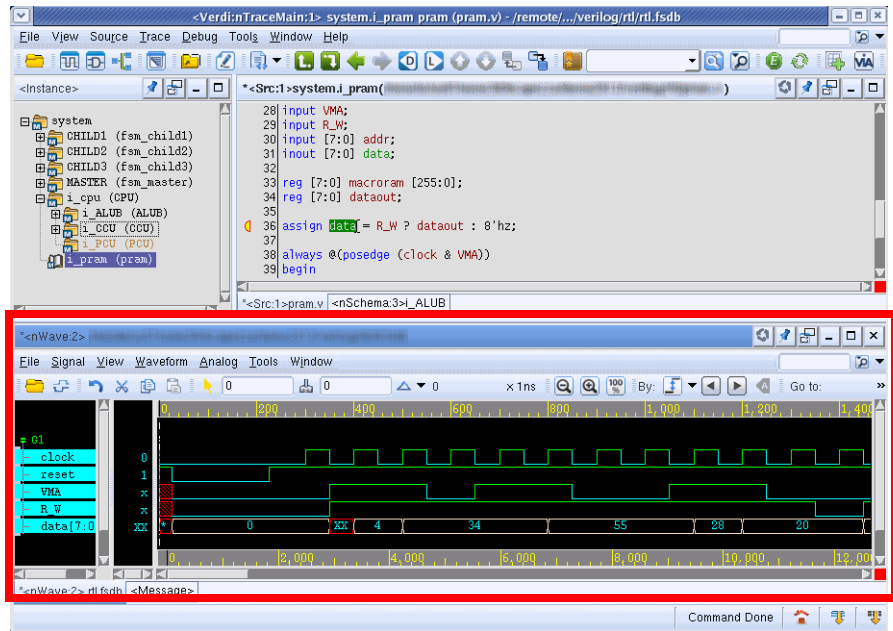 <Verdi:nTraceMain:1> system.i_pram pram (pram.v) - /remote/.../verilog/rtl/rtl.fsdb
File View Source Trace Debug Tools Window Help
<Instance>
*<Src:1>system.i_pram( )
system
CHILD1 (fsm_child1)
CHILD2 (fsm_child2)
CHILD3 (fsm_child3)
MASTER (fsm_master)
i_cpu (CPU)
i_ALUB (ALUB)
i_CCU (CCU)
i_PCU (PCU)
i_pram (pram)
28 input VMA;
29 input R_W;
30 input [7:0] addr;
31 inout [7:0] data;
32
33 reg [7:0] macroram [255:0];
34 reg [7:0] dataout;
35
36 assign data = R_W ? dataout : 8'hz;
37
38 always @(posedge (clock & VMA))
39 begin
*<Src:1>pram.v <nSchema:3>i_ALUB
*<nWave:2>
File Signal View Waveform Analog Tools Window
0 0 0 x 1ns 100 % By: Go to: »
0 200 400 600 800 1,000 1,200 1,400
G1
clock 0
reset 1
VMA x
R_W x
data[7:0 XX * 0 XX 4 34 55 28 20
0 2,000 4,000 6,000 8,000 10,000 12,000
*<nWave:2> rtl.fsdb <Message>
Command Done